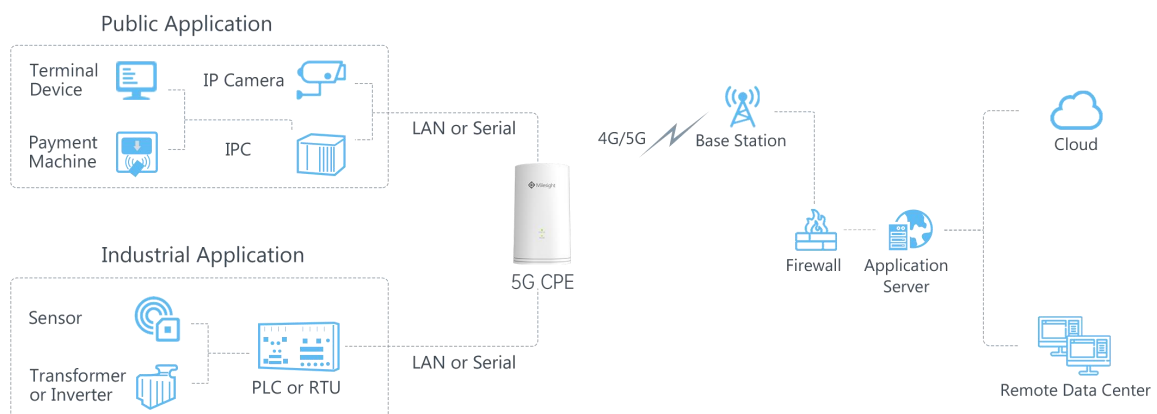 Public Application
Terminal
Device
IP Camera
Payment
Machine
IPC
LAN or Serial
4G/5G
Base Station
Cloud
Milesight
5G CPE
Firewall
Application
Server
Industrial Application
Sensor
Transformer
or Inverter
PLC or RTU
LAN or Serial
Remote Data Center